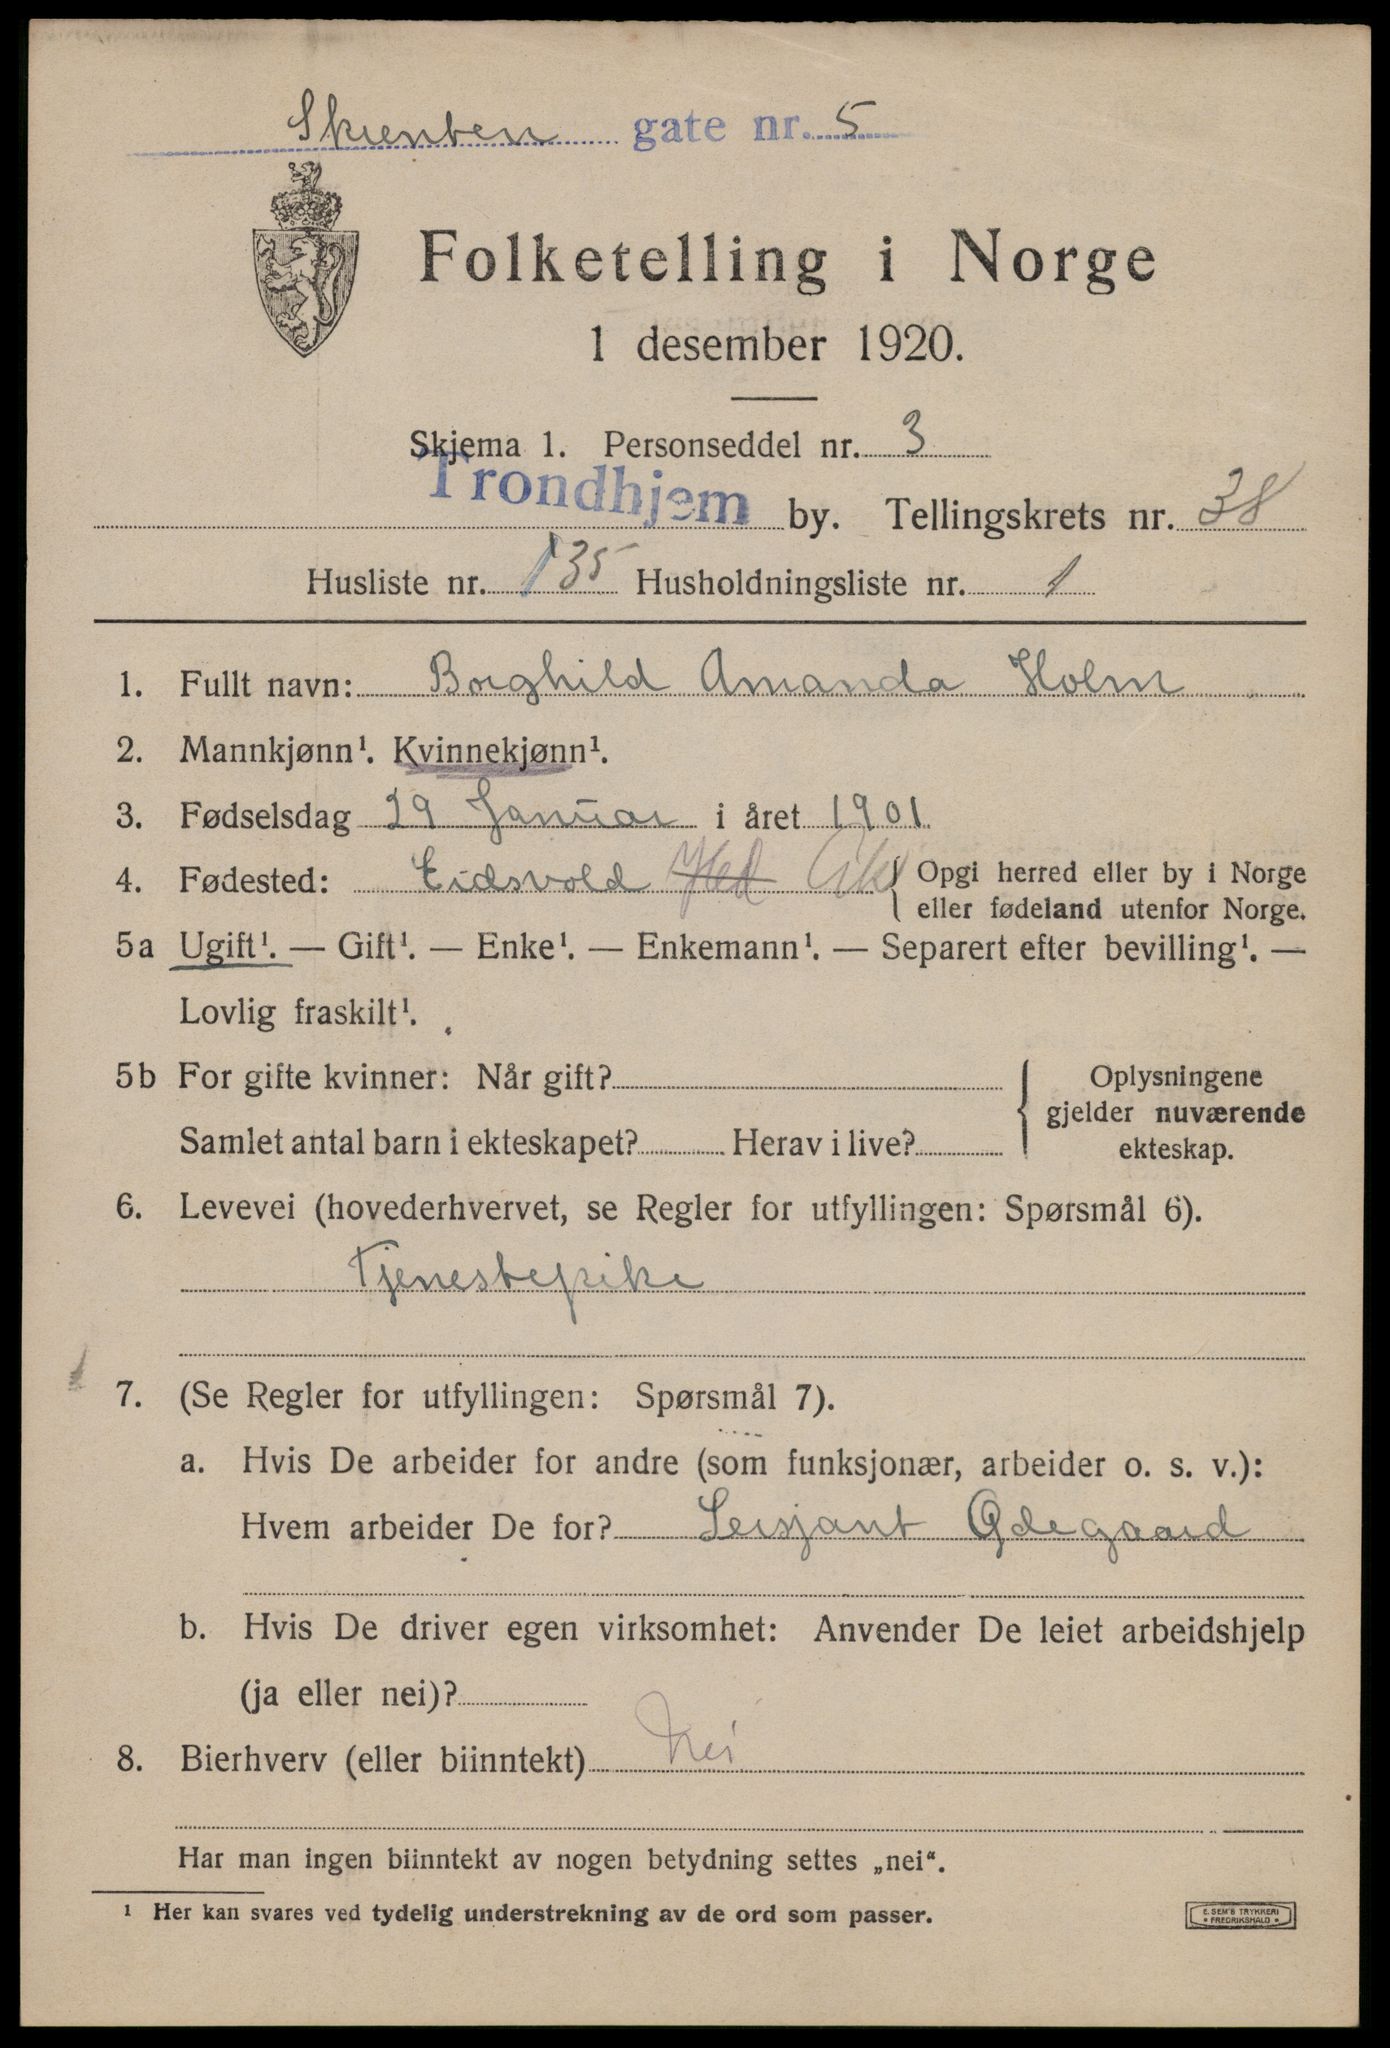 Skienten gate nr. 5
Folketelling i Norge
1 desember 1920.
Skjema 1. Personseddel nr. 3
Trondhjem by. Tellingskrets nr. 38
Husliste nr. 135 Husholdningsliste nr. 1
1. Fullt navn: Borghild Amanda Holm
2. Mannkjønn¹. Kvinnekjønn¹.
3. Fødselsdag 29 Januar i året 1901
4. Fødested: Eidsvold Hed Ak { Opgi herred eller by i Norge
eller fødeland utenfor Norge.
5a Ugift¹. — Gift¹. — Enke¹. — Enkemann¹. — Separert efter bevilling¹. —
Lovlig fraskilt¹.
5b For gifte kvinner: Når gift? { Oplysningene
gjelder nuværende
Samlet antal barn i ekteskapet? Herav i live? ekteskap.
6. Levevei (hovederhvervet, se Regler for utfyllingen: Spørsmål 6).
Tjenestepike
7. (Se Regler for utfyllingen: Spørsmål 7).
a. Hvis De arbeider for andre (som funksjonær, arbeider o. s. v.):
Hvem arbeider De for? Sersjant Ødegaard
b. Hvis De driver egen virksomhet: Anvender De leiet arbeidshjelp
(ja eller nei)?
8. Bierhverv (eller biinntekt) Nei
Har man ingen biinntekt av nogen betydning settes „nei“.
¹ Her kan svares ved tydelig understrekning av de ord som passer.
E. SEM'S TRYKKERI
• FREDRIKSHALD •